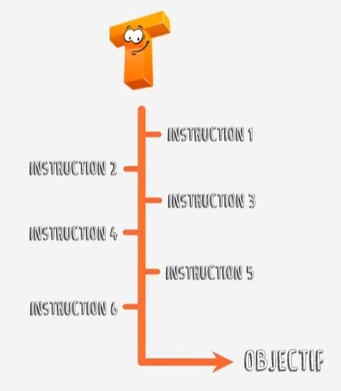 T
INSTRUCTION 1
INSTRUCTION 2
INSTRUCTION 3
INSTRUCTION 4
INSTRUCTION 5
INSTRUCTION 6
OBJECTIF